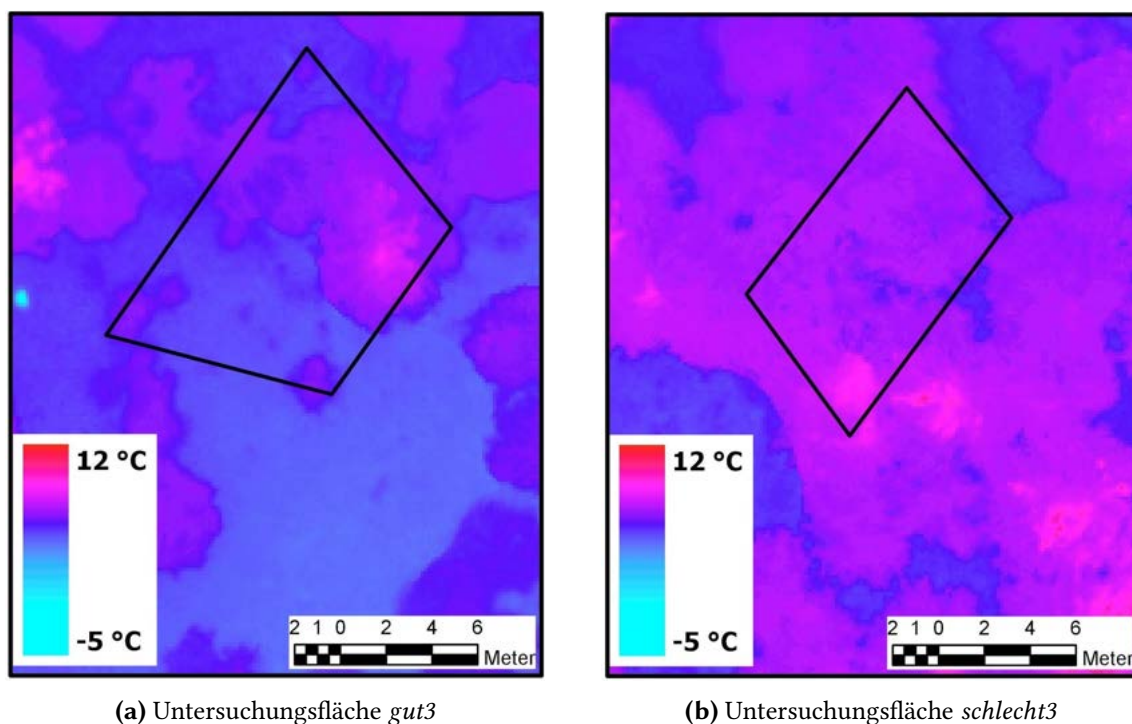 12 °C
-5 °C
2 1 0 2 4 6
Meter
12 °C
-5 °C
2 1 0 2 4 6
Meter
(a) Untersuchungsfläche gut3
(b) Untersuchungsfläche schlecht3